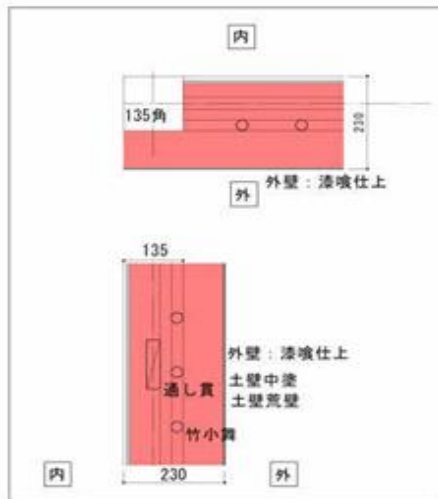 内
135角
230
外
外壁：漆喰仕上
135
外壁：漆喰仕上
土壁中塗
通し貫
土壁荒壁
竹小舞
内
230
外